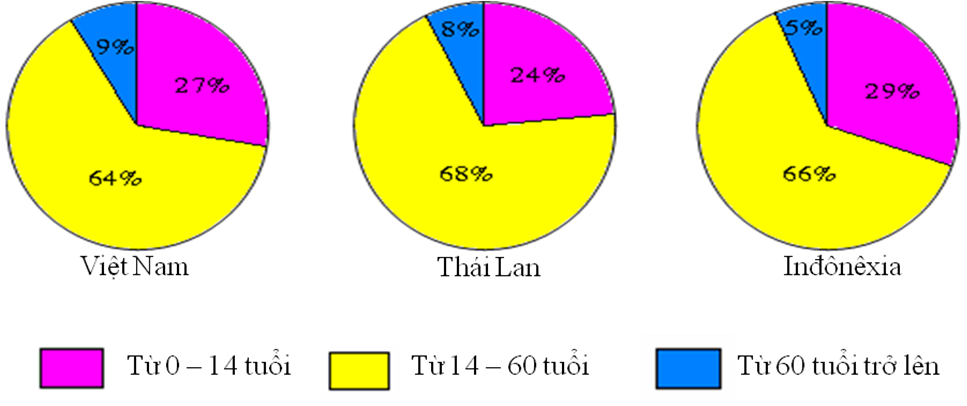 9%
27%
64%
8%
24%
68%
5%
29%
66%
Việt Nam
Thái Lan
Inđônêxia
Từ 0 – 14 tuổi
Từ 14 – 60 tuổi
Từ 60 tuổi trở lên